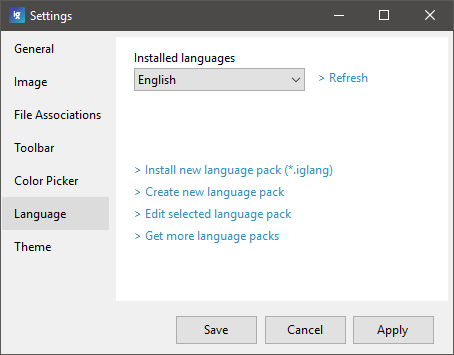 ig Settings
General
Image
File Associations
Toolbar
Color Picker
Language
Theme
Installed languages
English
> Refresh
> Install new language pack (*.iglang)
> Create new language pack
> Edit selected language pack
> Get more language packs
Save
Cancel
Apply